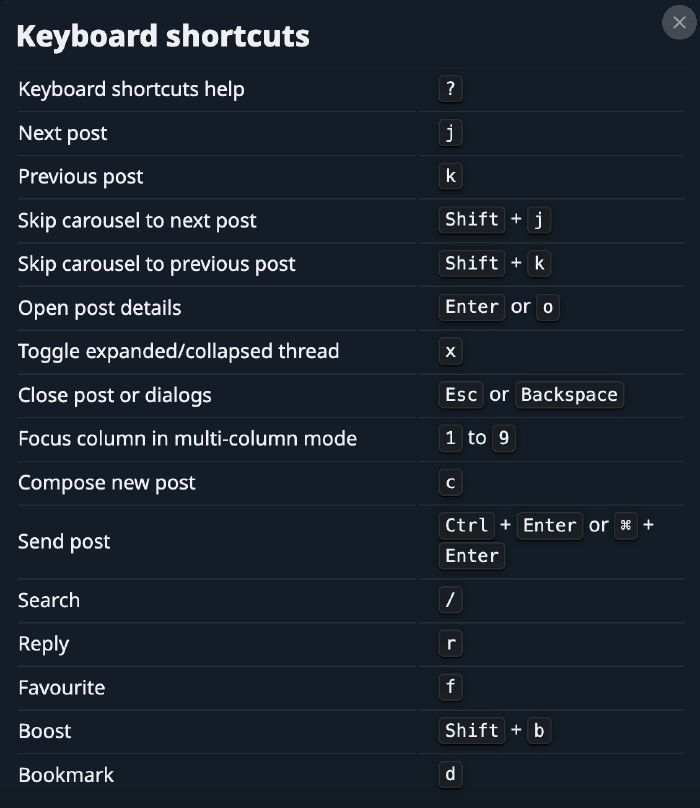 Keyboard shortcuts
Keyboard shortcuts help ?
Next post j
Previous post k
Skip carousel to next post Shift + j
Skip carousel to previous post Shift + k
Open post details Enter or o
Toggle expanded/collapsed thread x
Close post or dialogs Esc or Backspace
Focus column in multi-column mode 1 to 9
Compose new post c
Send post Ctrl + Enter or ⌘ +
Enter
Search /
Reply r
Favourite f
Boost Shift + b
Bookmark d